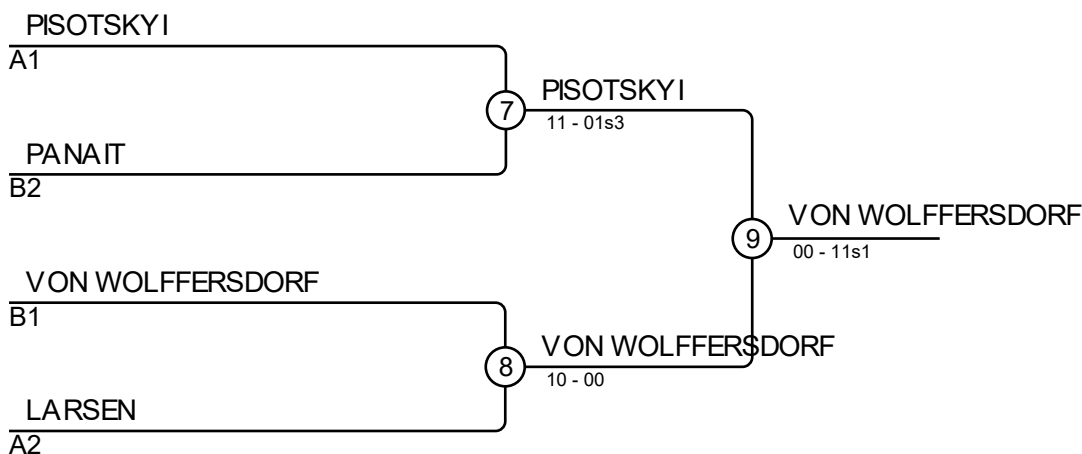 PISOTSKYI
A1
7
PISOTSKYI
11 - 01s3
PANAIT
B2
9
VON WOLFFERSDORF
00 - 11s1
VON WOLFFERSDORF
B1
8
VON WOLFFERSDORF
10 - 00
LARSEN
A2